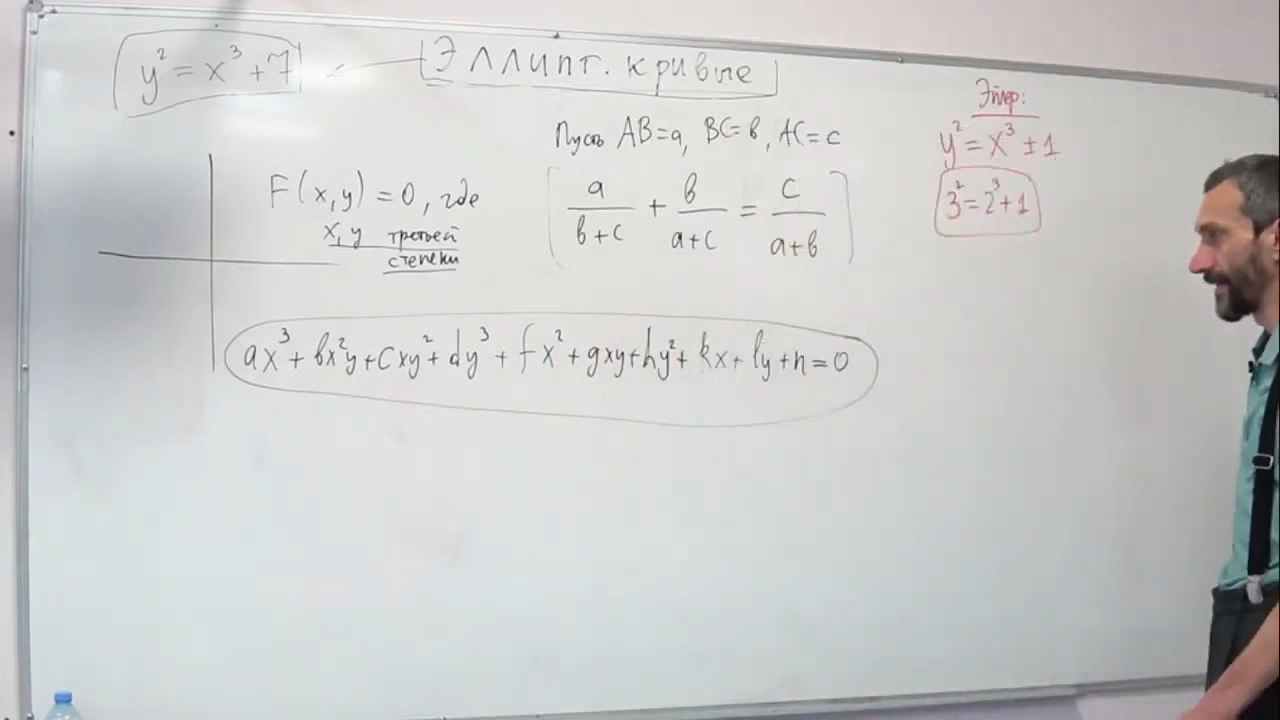 y² = x³ + 7
Эллипт. кривые
Пусть AB=a, BC=b, AC=c
F(x,y) = 0, где
x, y третьей
степени
a/(b+c) + b/(a+c) = c/(a+b)
ax³ + bx²y + cxy² + dy³ + fx² + gxy + hy² + kx + ly + n = 0
y² = x³ ± 1
3² = 2³ + 1